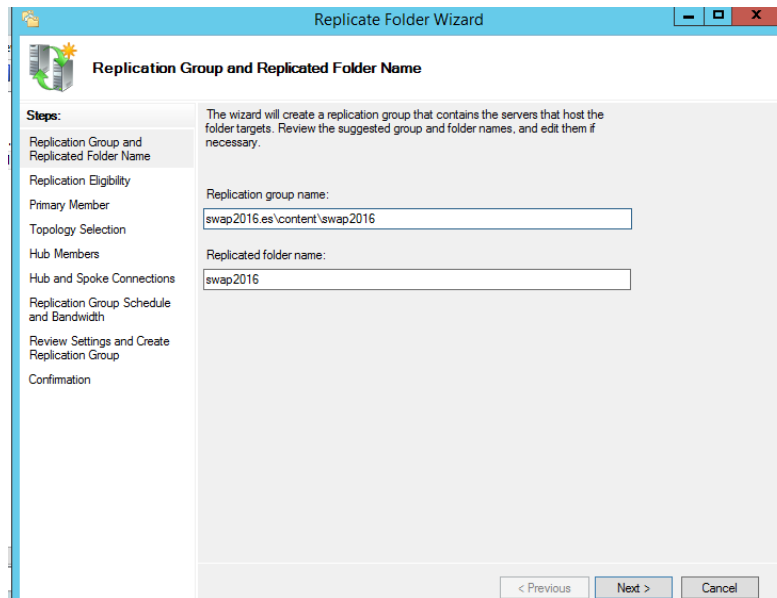 Replicate Folder Wizard
x
Replication Group and Replicated Folder Name
Steps:
Replication Group and
Replicated Folder Name
Replication Eligibility
Primary Member
Topology Selection
Hub Members
Hub and Spoke Connections
Replication Group Schedule
and Bandwidth
Review Settings and Create
Replication Group
Confirmation
The wizard will create a replication group that contains the servers that host the
folder targets. Review the suggested group and folder names, and edit them if
necessary.
Replication group name:
swap2016.es\content\swap2016
Replicated folder name:
swap2016
< Previous
Next >
Cancel